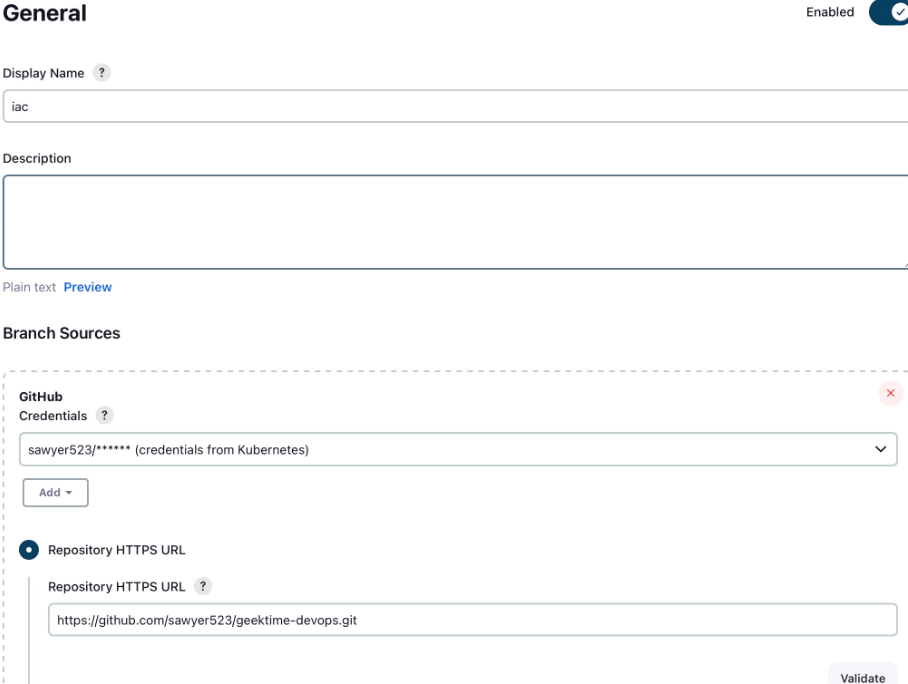 General
Enabled
Display Name ?
iac
Description
Plain text Preview
Branch Sources
GitHub
Credentials ?
sawyer523/****** (credentials from Kubernetes)
Add
Repository HTTPS URL
Repository HTTPS URL ?
https://github.com/sawyer523/geektime-devops.git
Validate